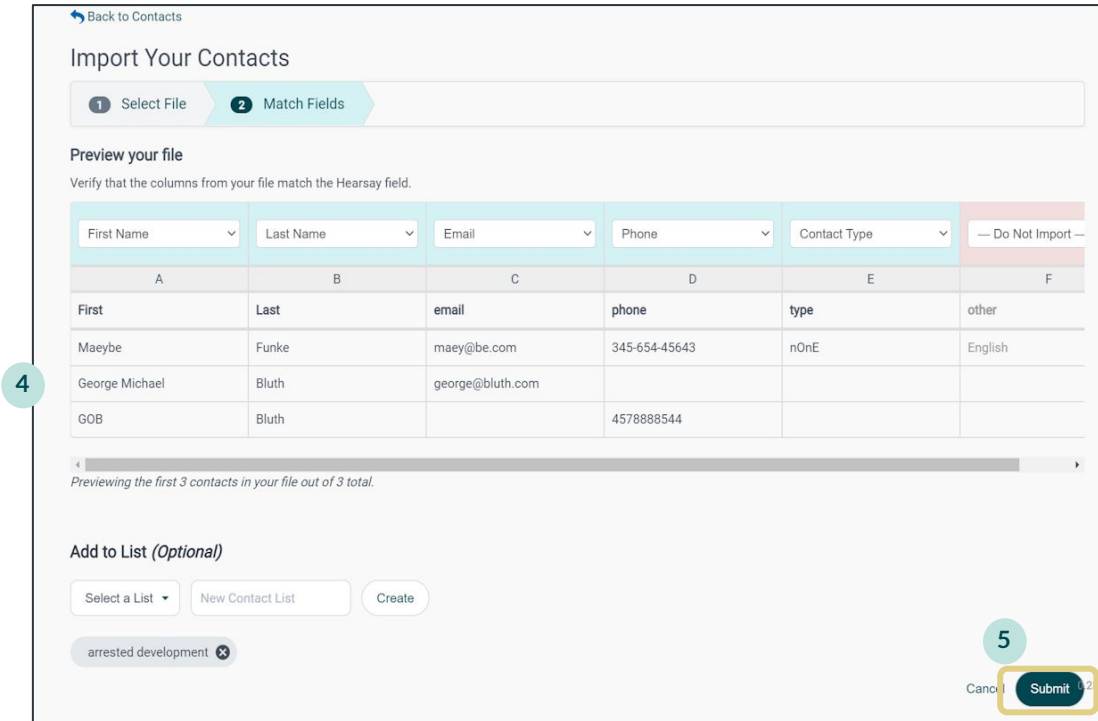 Back to Contacts
Import Your Contacts
1 Select File 2 Match Fields
Preview your file
Verify that the columns from your file match the Hearsay field.
First Name Last Name Email Phone Contact Type — Do Not Import —
A B C D E F
First Last email phone type other
Maeybe Funke maey@be.com 345-654-45643 nOnE English
4
George Michael Bluth george@bluth.com
GOB Bluth 4578888544
Previewing the first 3 contacts in your file out of 3 total.
Add to List (Optional)
Select a List New Contact List Create
arrested development
5
Cancel Submit